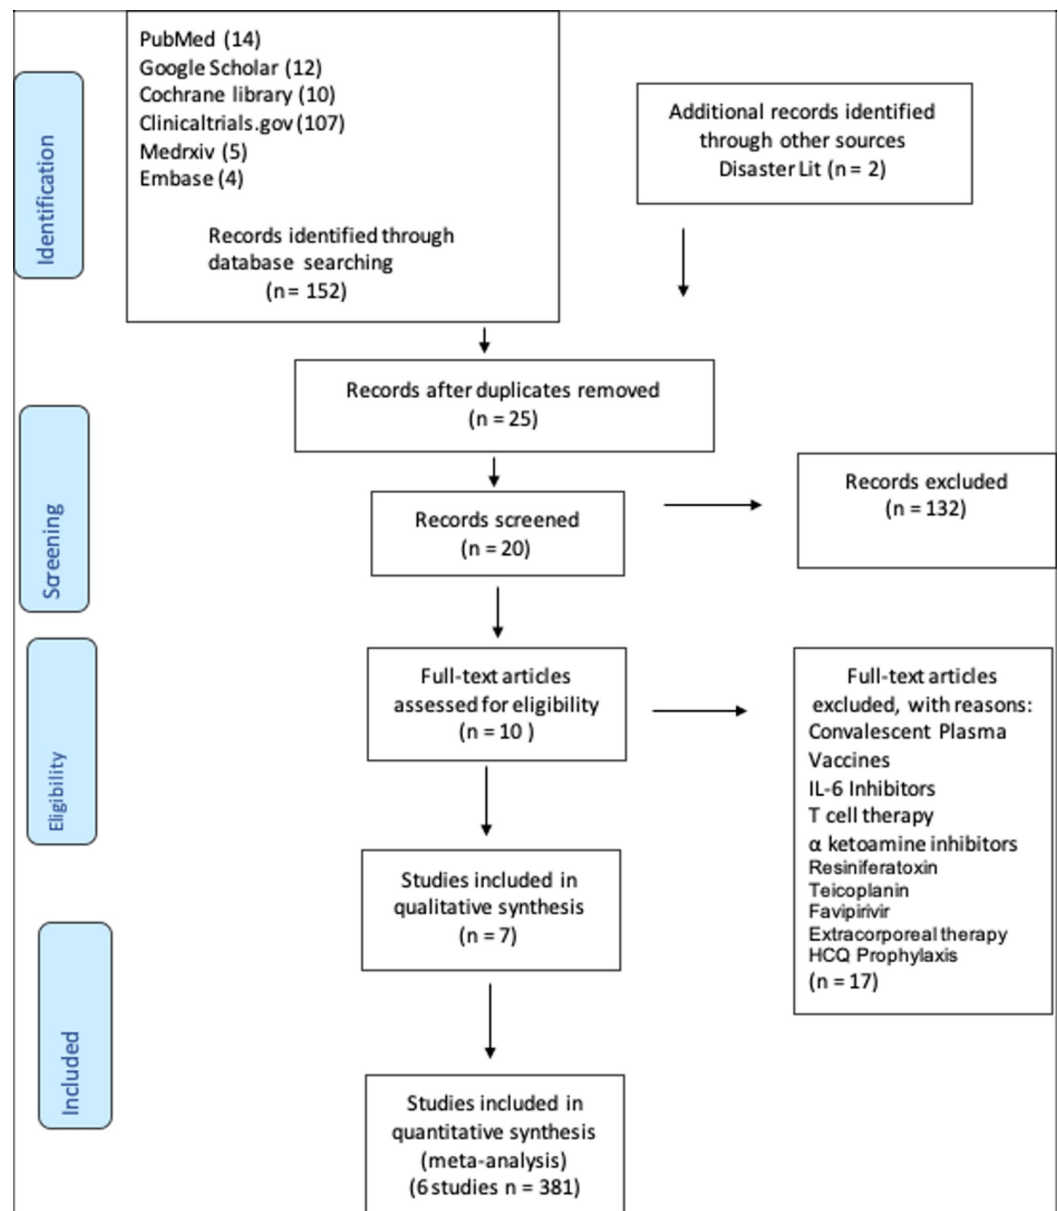 PubMed (14)
Google Scholar (12)
Cochrane library (10)
Clinicaltrials.gov (107)
Medrxiv (5)
Embase (4)
Records identified through
database searching
(n = 152)
Additional records identified
through other sources
Disaster Lit (n = 2)
Identification
Records after duplicates removed
(n = 25)
Screening
Records screened
(n = 20)
Records excluded
(n = 132)
Eligibility
Full-text articles
assessed for eligibility
(n = 10 )
Full-text articles
excluded, with reasons:
Convalescent Plasma
Vaccines
IL-6 Inhibitors
T cell therapy
α ketoamine inhibitors
Resiniferatoxin
Teicoplanin
Favipirivir
Extracorporeal therapy
HCQ Prophylaxis
(n = 17)
Studies included in
qualitative synthesis
(n = 7)
Included
Studies included in
quantitative synthesis
(meta-analysis)
(6 studies n = 381)